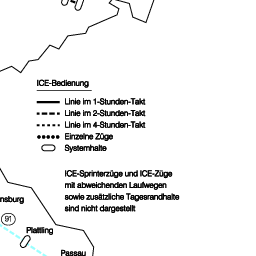 ICE-Bedienung
Linie im 1-Stunden-Takt
Linie im 2-Stunden-Takt
Linie im 4-Stunden-Takt
Einzelne Züge
Systemhalte
ICE-Sprinterzüge und ICE-Züge
mit abweichenden Laufwegen
sowie zusätzliche Tagesrandhalte
sind nicht dargestellt
nsburg
91
Plattling
Passau